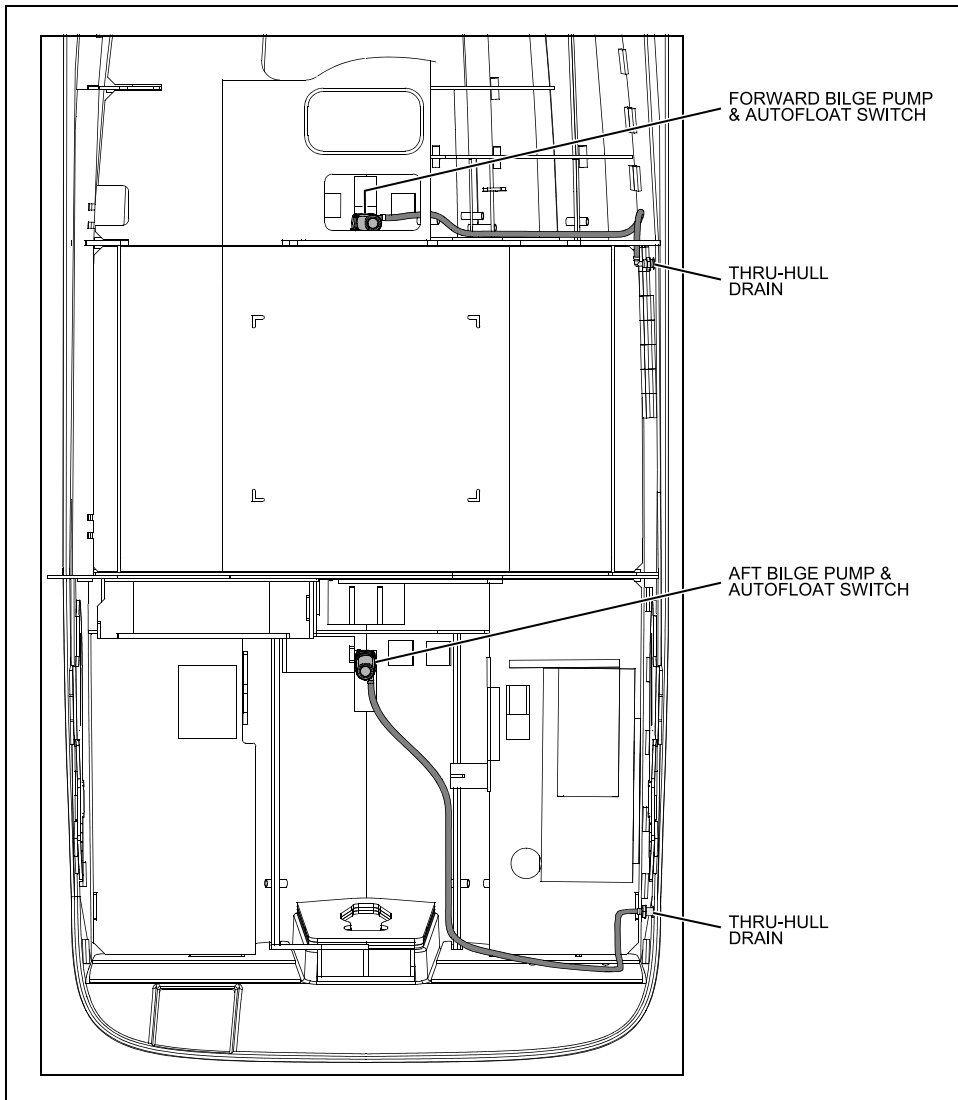 FORWARD BILGE PUMP
& AUTOFLOAT SWITCH
THRU-HULL
DRAIN
AFT BILGE PUMP &
AUTOFLOAT SWITCH
THRU-HULL
DRAIN